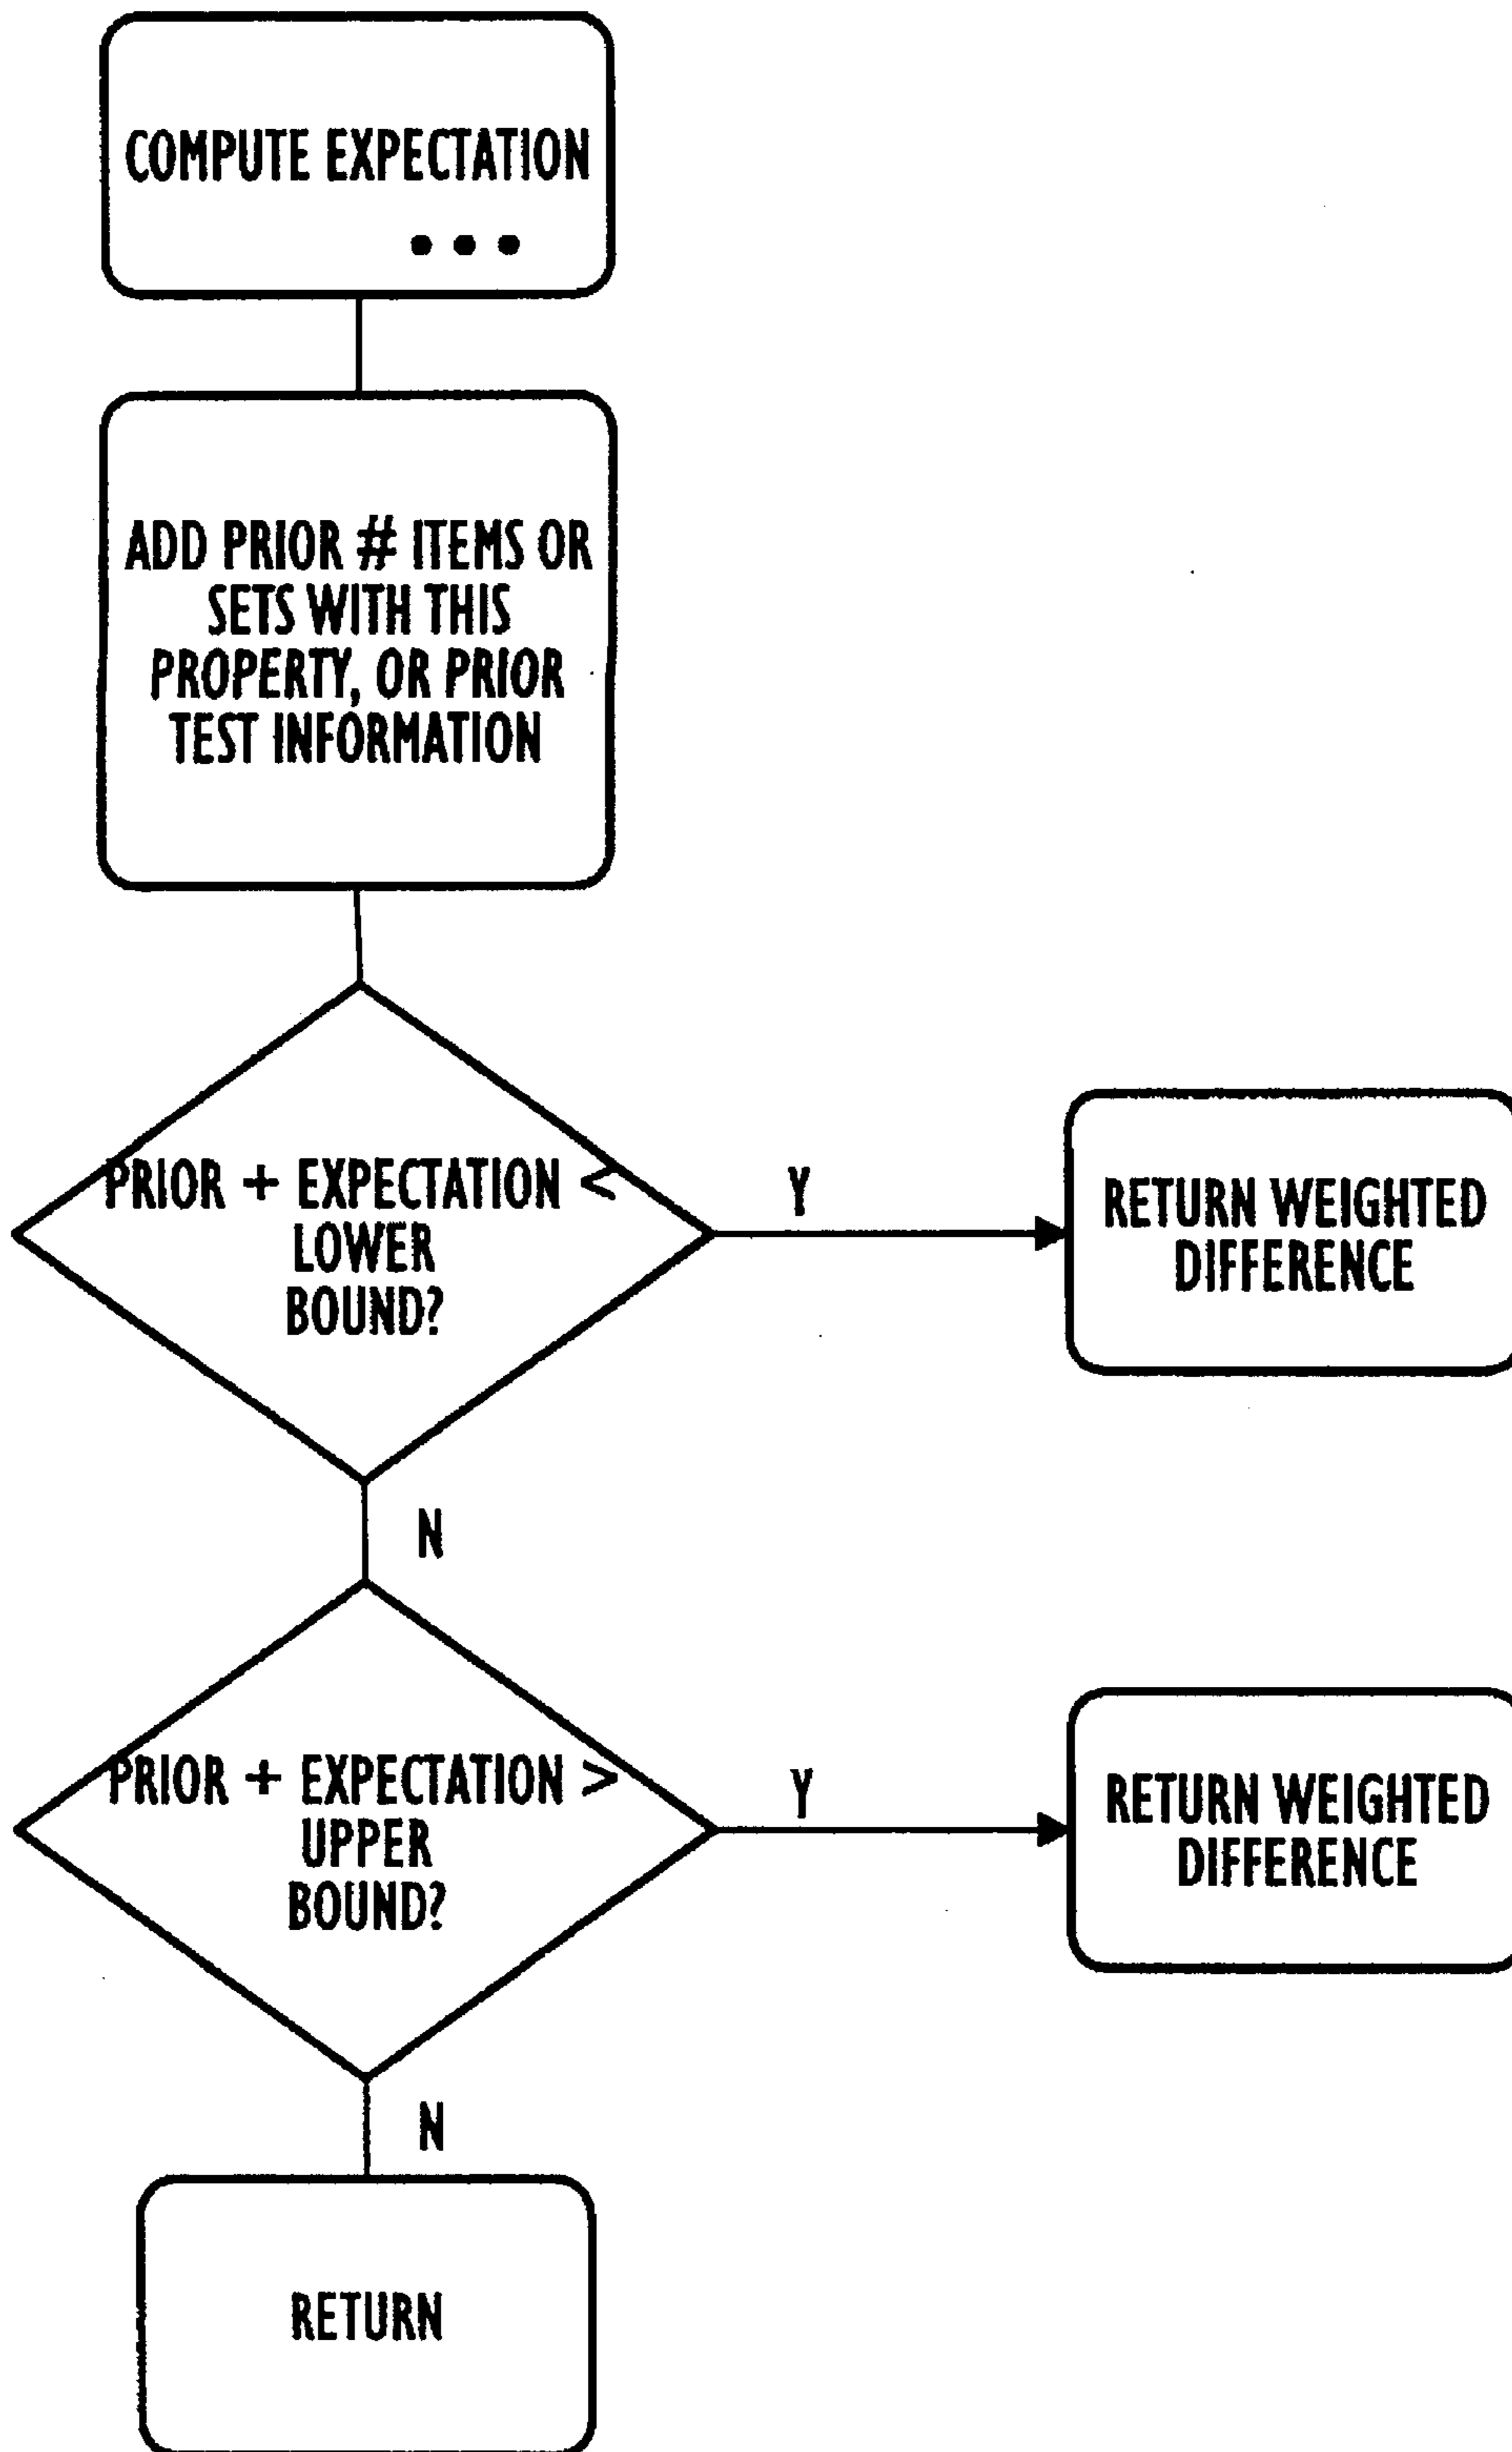 COMPUTE EXPECTATION
• • •
ADD PRIOR # ITEMS OR
SETS WITH THIS
PROPERTY, OR PRIOR
TEST INFORMATION
PRIOR + EXPECTATION <
LOWER
BOUND?
Y
RETURN WEIGHTED
DIFFERENCE
N
PRIOR + EXPECTATION >
UPPER
BOUND?
Y
RETURN WEIGHTED
DIFFERENCE
N
RETURN